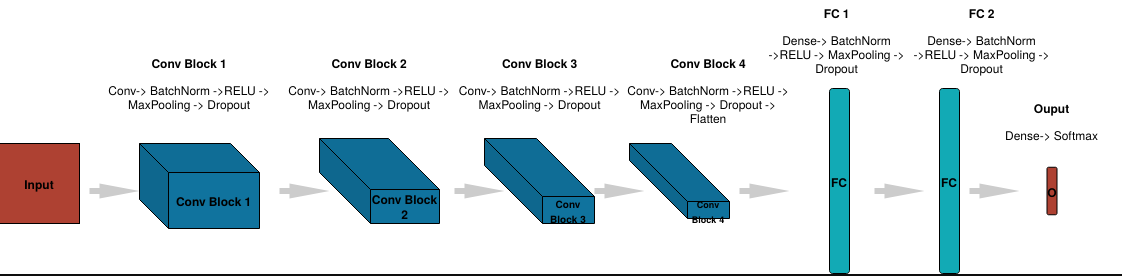 FC 1
FC 2
Dense-> BatchNorm
->RELU -> MaxPooling ->
Dropout
Dense-> BatchNorm
->RELU -> MaxPooling ->
Dropout
Conv Block 1
Conv-> BatchNorm ->RELU ->
MaxPooling -> Dropout
Conv Block 2
Conv-> BatchNorm ->RELU ->
MaxPooling -> Dropout
Conv Block 3
Conv-> BatchNorm ->RELU ->
MaxPooling -> Dropout
Conv Block 4
Conv-> BatchNorm ->RELU ->
MaxPooling -> Dropout ->
Flatten
Ouput
Dense-> Softmax
Input
Conv Block 1
Conv Block
2
Conv
Block 3
Conv
Block 4
FC
FC
O